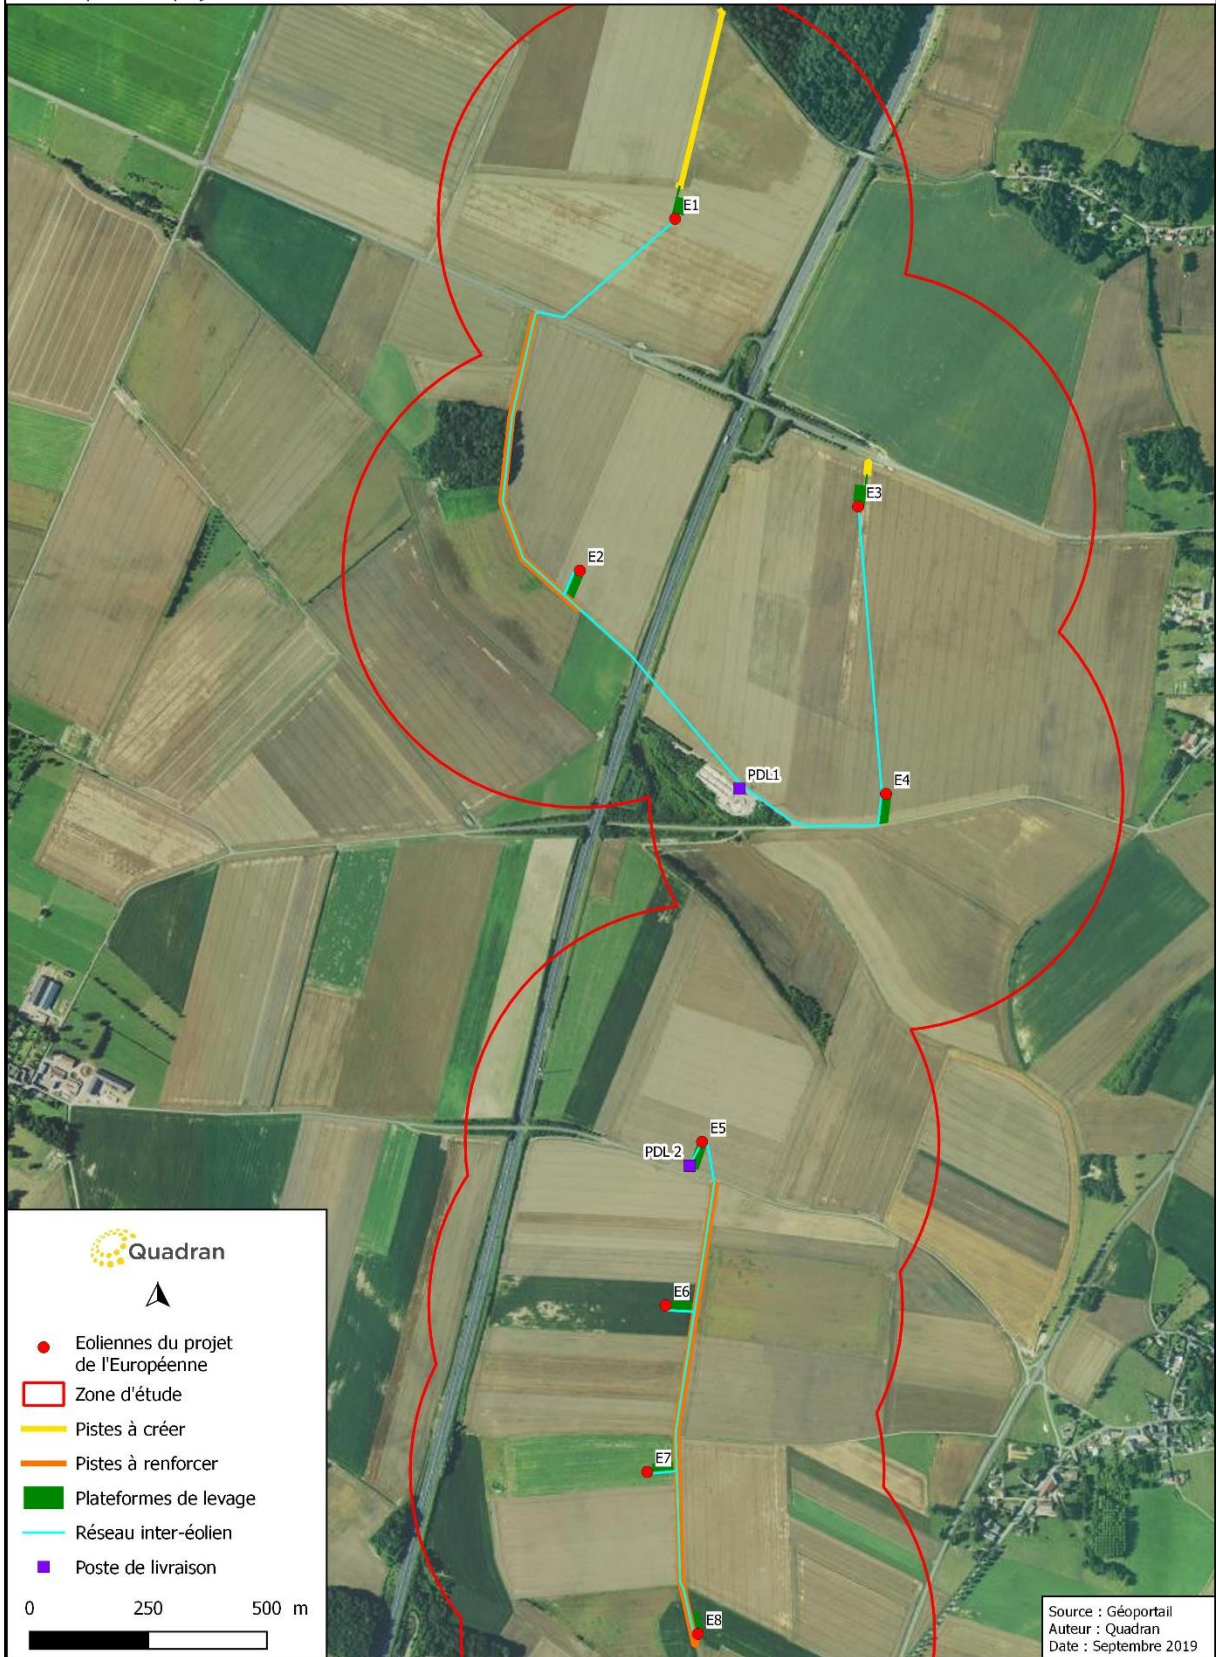 E1
E3
E2
PDL1
E4
E5
PDL 2
E6
E7
E8
Quadran
Eoliennes du projet
de l'Européenne
Zone d'étude
Pistes à créer
Pistes à renforcer
Plateformes de levage
Réseau inter-éolien
Poste de livraison
0 250 500 m
Source : Géoportail
Auteur : Quadran
Date : Septembre 2019